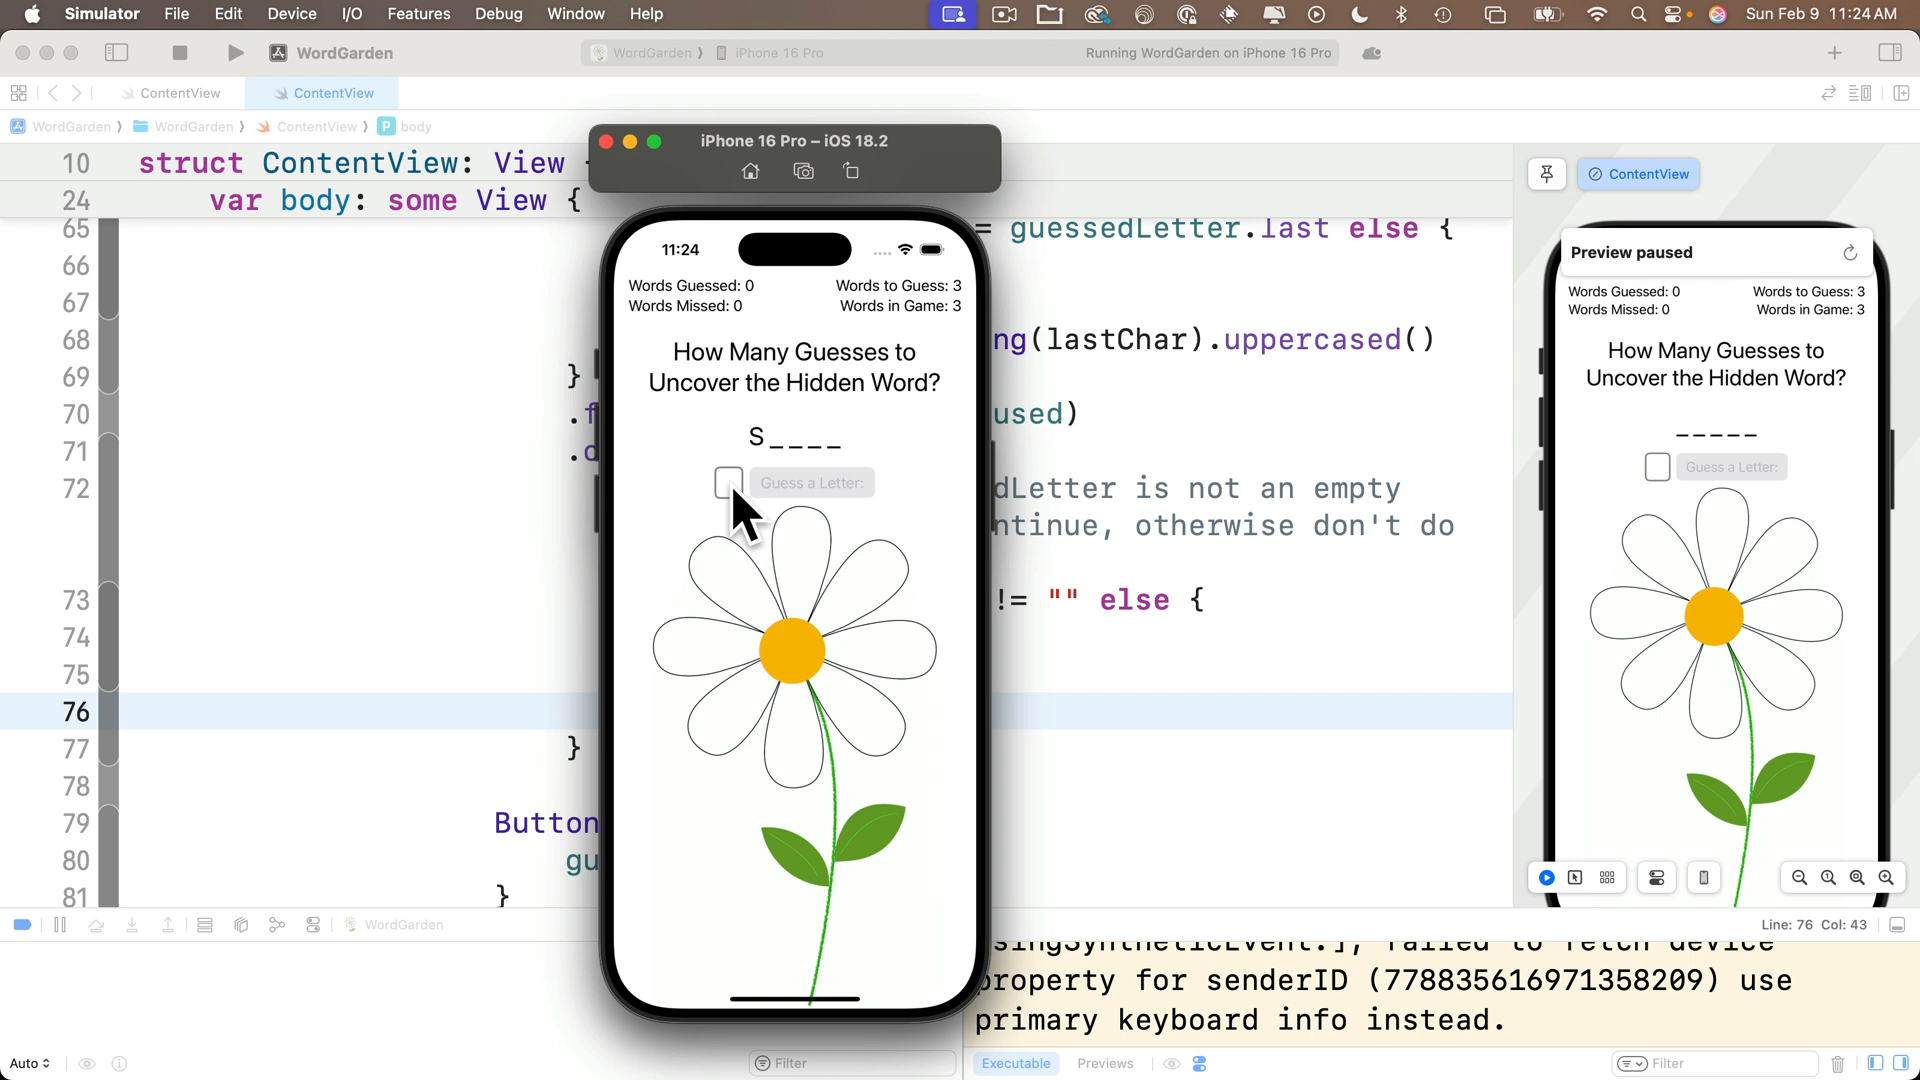 Simulator File Edit Device I/O Features Debug Window Help Sun Feb 9 11:24 AM
WordGarden WordGarden iPhone 16 Pro Running WordGarden on iPhone 16 Pro
ContentView ContentView
WordGarden WordGarden ContentView body
10 struct ContentView: View
24 var body: some View {
65 = guessedLetter.last else {
66
67
68 ng(lastChar).uppercased()
69 }
70 .f used)
71 .o
72 dLetter is not an empty
ntinue, otherwise don't do
73 != "" else {
74
75
76
77 }
78
79 Button
80 gu
81 }
iPhone 16 Pro – iOS 18.2
11:24
Words Guessed: 0 Words to Guess: 3
Words Missed: 0 Words in Game: 3
How Many Guesses to
Uncover the Hidden Word?
S _ _ _ _
Guess a Letter:
ContentView
Preview paused
Words Guessed: 0 Words to Guess: 3
Words Missed: 0 Words in Game: 3
How Many Guesses to
Uncover the Hidden Word?
_ _ _ _ _
Guess a Letter:
WordGarden
Line: 76 Col: 43
singSyntheticEvent:], failed to fetch device
property for senderID (778835616971358209) use
primary keyboard info instead.
Auto Filter Executable Previews Filter